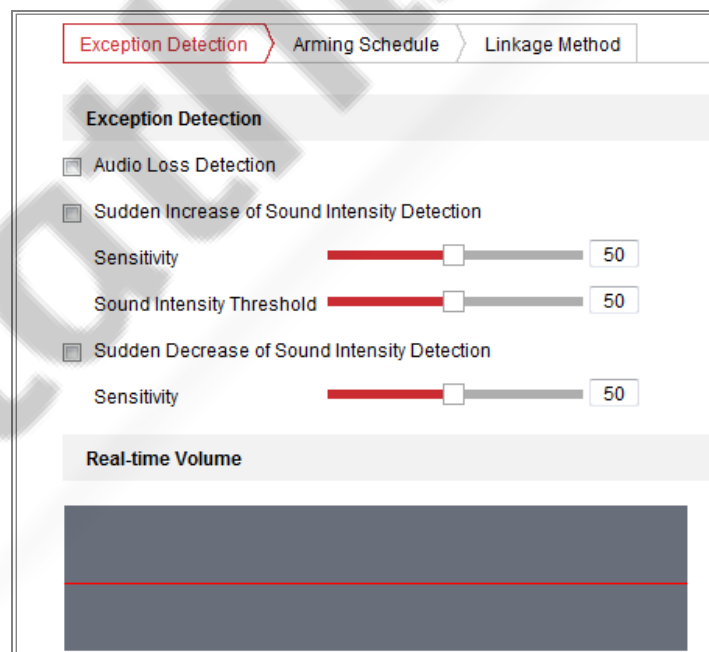 Exception Detection Arming Schedule Linkage Method
Exception Detection
Audio Loss Detection
Sudden Increase of Sound Intensity Detection
Sensitivity 50
Sound Intensity Threshold 50
Sudden Decrease of Sound Intensity Detection
Sensitivity 50
Real-time Volume